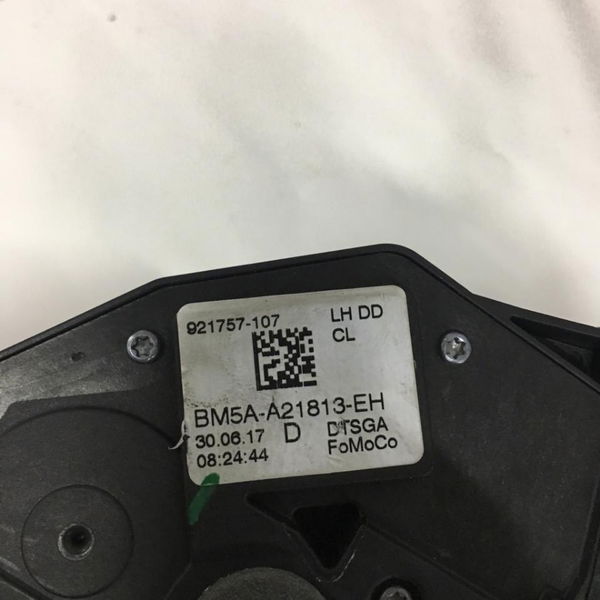 921757-107 LH DD
CL
BM5A-A21813-EH
30.06.17 D DTSGA
08:24:44 FoMoCo